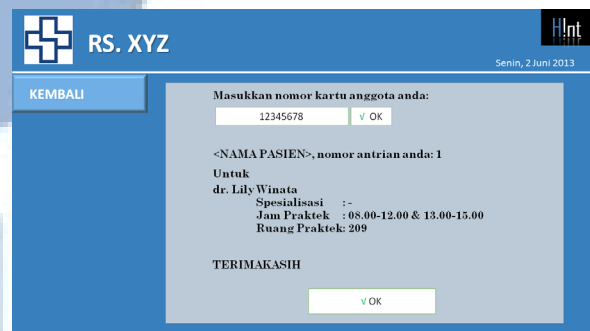 RS. XYZ
H!nt
Senin, 2 Juni 2013
KEMBALI
Masukkan nomor kartu anggota anda:
12345678
√ OK
<NAMA PASIEN>, nomor antrian anda: 1
Untuk
dr. Lily Winata
Spesialisasi : -
Jam Praktek : 08.00-12.00 & 13.00-15.00
Ruang Praktek: 209
TERIMAKASIH
√ OK